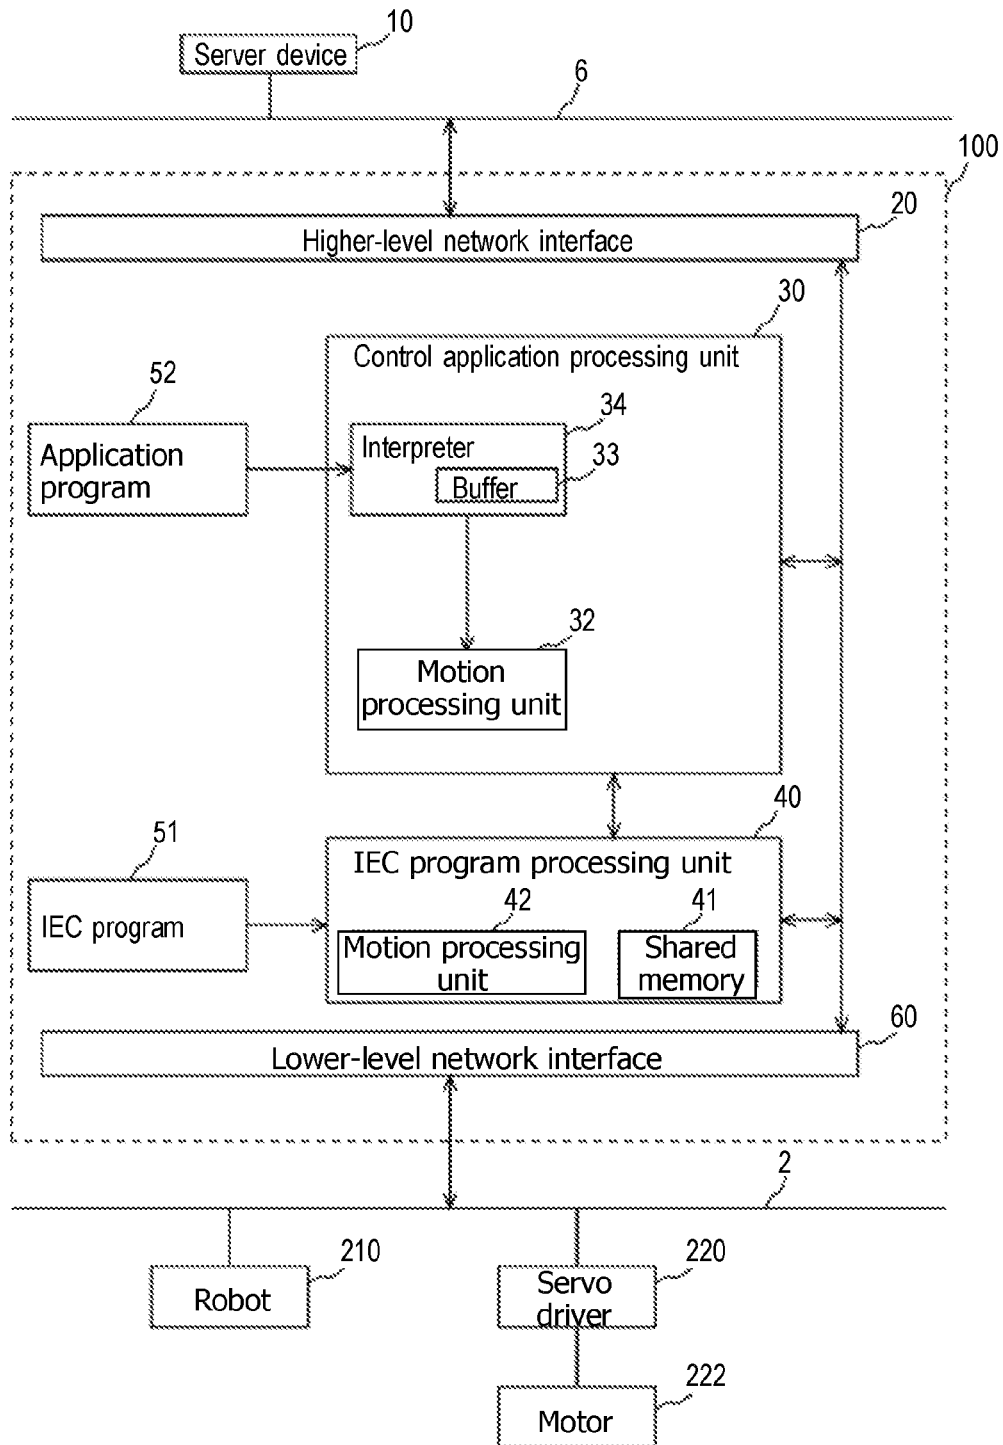 10
Server device
6
100
20
Higher-level network interface
30
Control application processing unit
52
34
Application
program
Interpreter
33
Buffer
32
Motion
processing unit
40
51
IEC program processing unit
42
41
IEC program
Motion processing
unit
Shared
memory
60
Lower-level network interface
2
210
220
Robot
Servo
driver
222
Motor